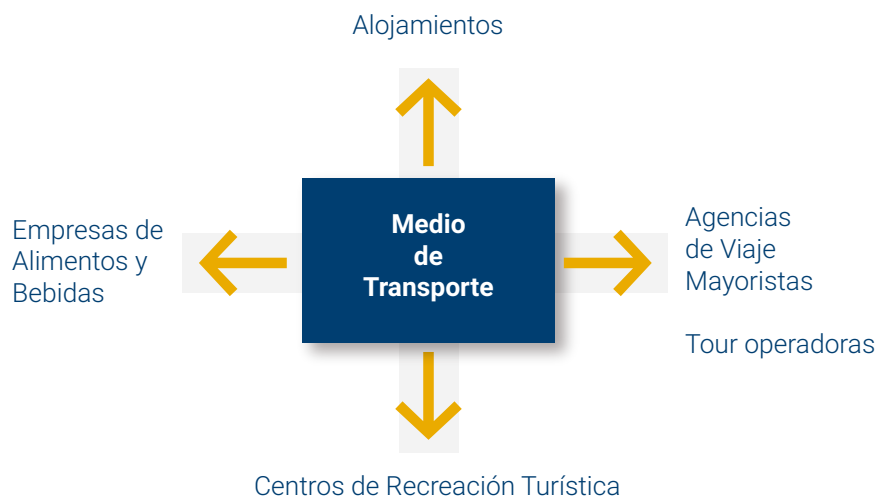 Alojamientos
Empresas de
Alimentos y
Bebidas
Medio
de
Transporte
Agencias
de Viaje
Mayoristas
Tour operadoras
Centros de Recreación Turística